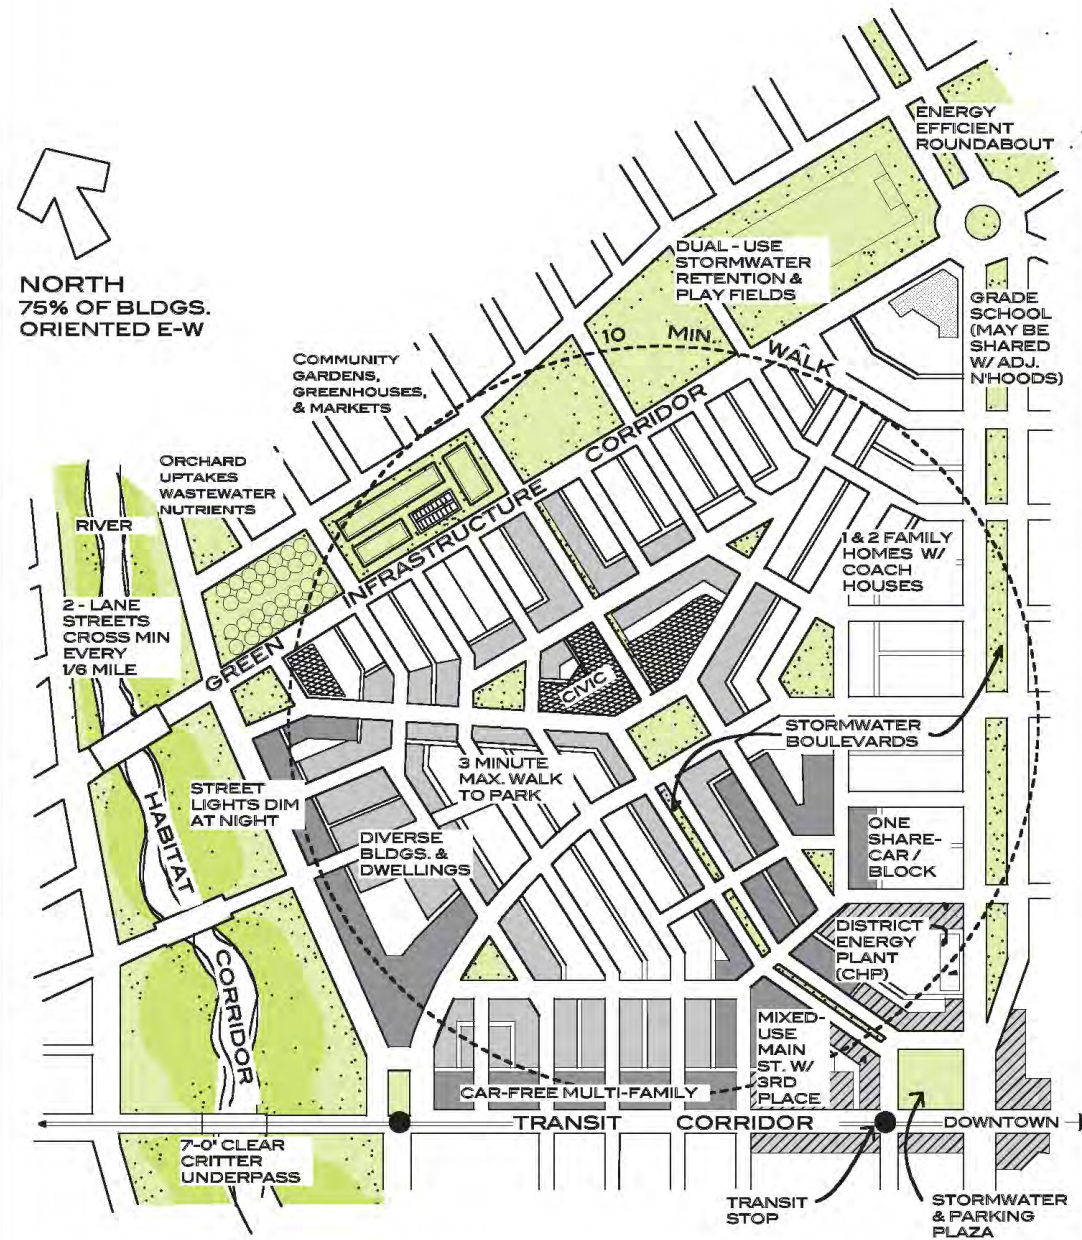 ENERGY
EFFICIENT
ROUNDABOUT
NORTH
75% OF BLDGS.
ORIENTED E-W
DUAL - USE
STORMWATER
RETENTION &
PLAY FIELDS
GRADE
SCHOOL
(MAY BE
SHARED
W/ ADJ.
N'HOODS)
10 MIN. WALK
COMMUNITY
GARDENS,
GREENHOUSES,
& MARKETS
ORCHARD
UPTAKES
WASTEWATER
NUTRIENTS
RIVER
GREEN INFRASTRUCTURE CORRIDOR
1 & 2 FAMILY
HOMES W/
COACH
HOUSES
2 - LANE
STREETS
CROSS MIN
EVERY
1/6 MILE
CIVIC
STORMWATER
BOULEVARDS
3 MINUTE
MAX. WALK
TO PARK
STREET
LIGHTS DIM
AT NIGHT
HABITAT CORRIDOR
DIVERSE
BLDGS. &
DWELLINGS
ONE
SHARE-
CAR /
BLOCK
DISTRICT
ENERGY
PLANT
(CHP)
MIXED-
USE
MAIN
ST. W/
3RD
PLACE
CAR-FREE MULTI-FAMILY
TRANSIT CORRIDOR
DOWNTOWN
7'-0" CLEAR
CRITTER
UNDERPASS
TRANSIT
STOP
STORMWATER
& PARKING
PLAZA